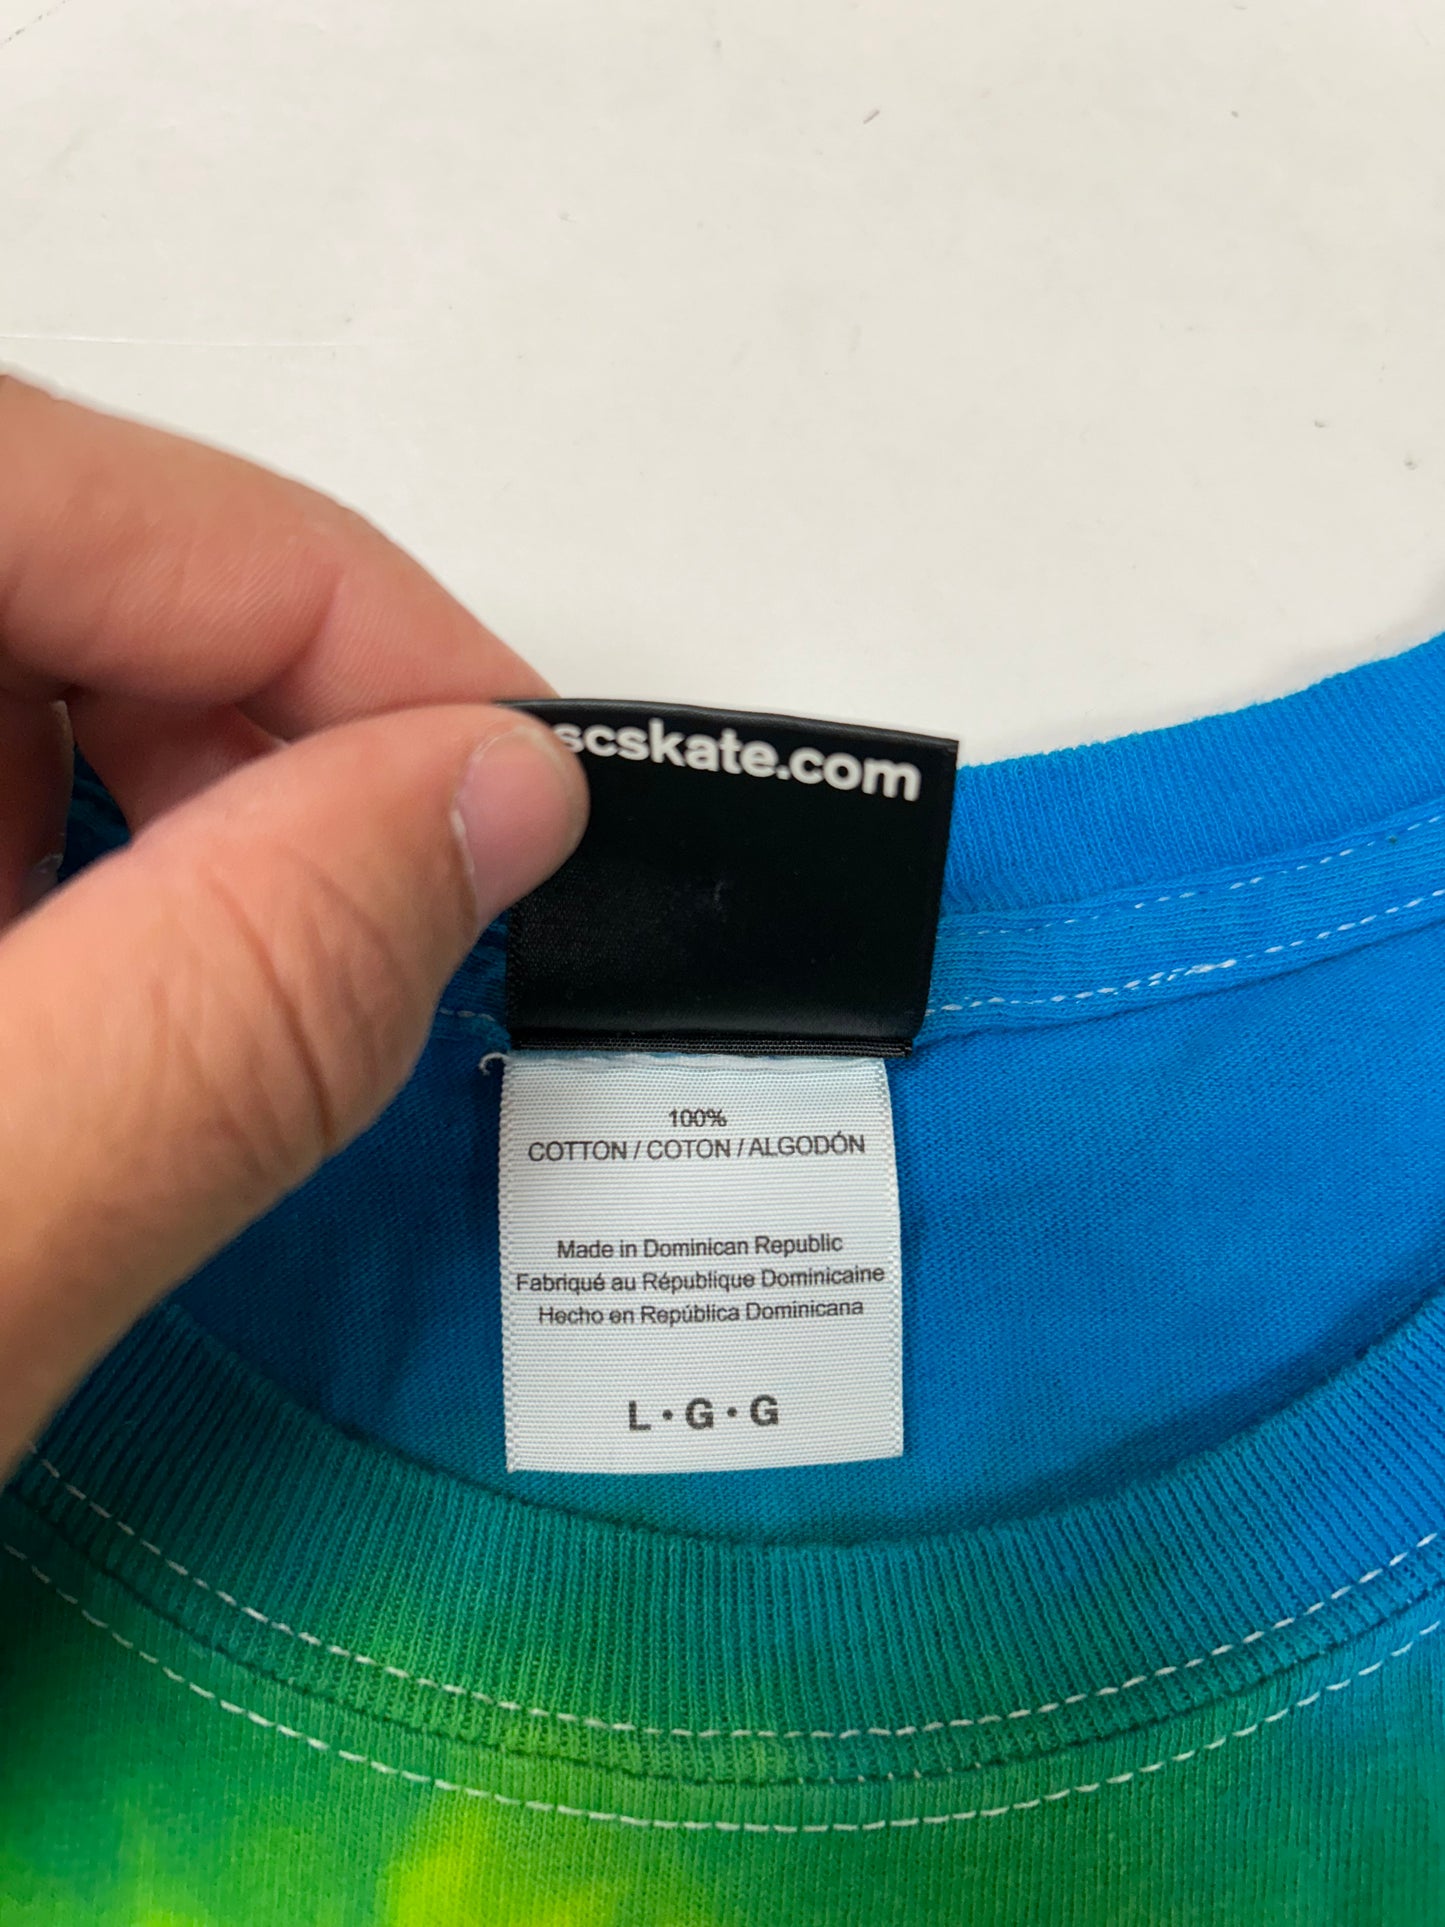 scskate.com
100%
COTTON / COTON / ALGODÓN
Made in Dominican Republic
Fabriqué au République Dominicaine
Hecho en República Dominicana
L • G • G